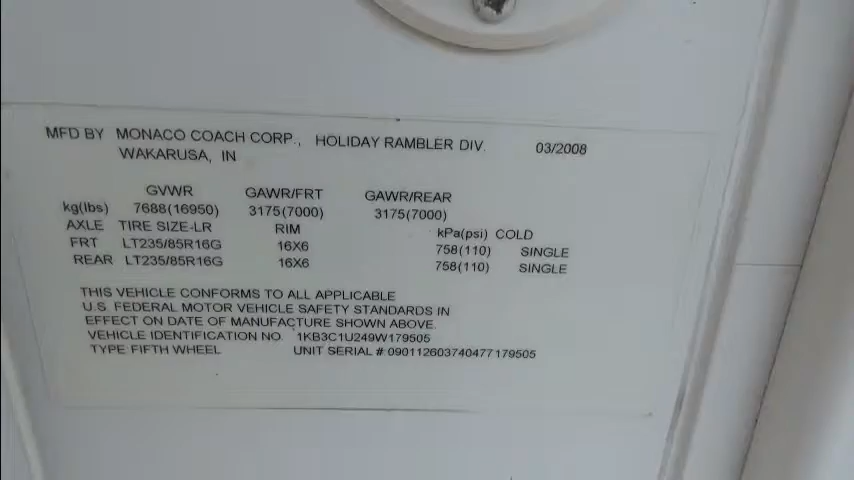 MFD BY MONACO COACH CORP., HOLIDAY RAMBLER DIV. 03/2008
WAKARUSA, IN
GVWR GAWR/FRT GAWR/REAR
kg(lbs) 7688(16950) 3175(7000) 3175(7000)
AXLE TIRE SIZE-LR RIM kPa(psi) COLD
FRT LT235/85R16G 16X6 758(110) SINGLE
REAR LT235/85R16G 16X6 758(110) SINGLE
THIS VEHICLE CONFORMS TO ALL APPLICABLE
U.S. FEDERAL MOTOR VEHICLE SAFETY STANDARDS IN
EFFECT ON DATE OF MANUFACTURE SHOWN ABOVE.
VEHICLE IDENTIFICATION NO. 1KB3C1U249W179505
TYPE FIFTH WHEEL UNIT SERIAL # 090112603740477179505